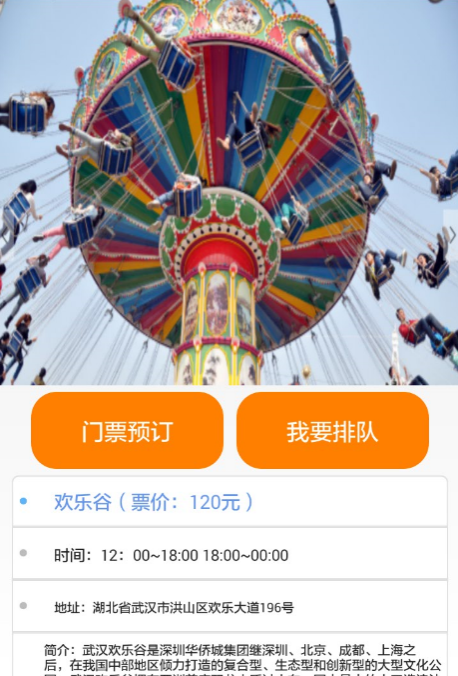 门票预订
我要排队
欢乐谷（票价：120元）
时间：12：00~18:00 18:00~00:00
地址：湖北省武汉市洪山区欢乐大道196号
简介：武汉欢乐谷是深圳华侨城集团继深圳、北京、成都、上海之
后，在我国中部地区倾力打造的复合型、生态型和创新型的大型文化公